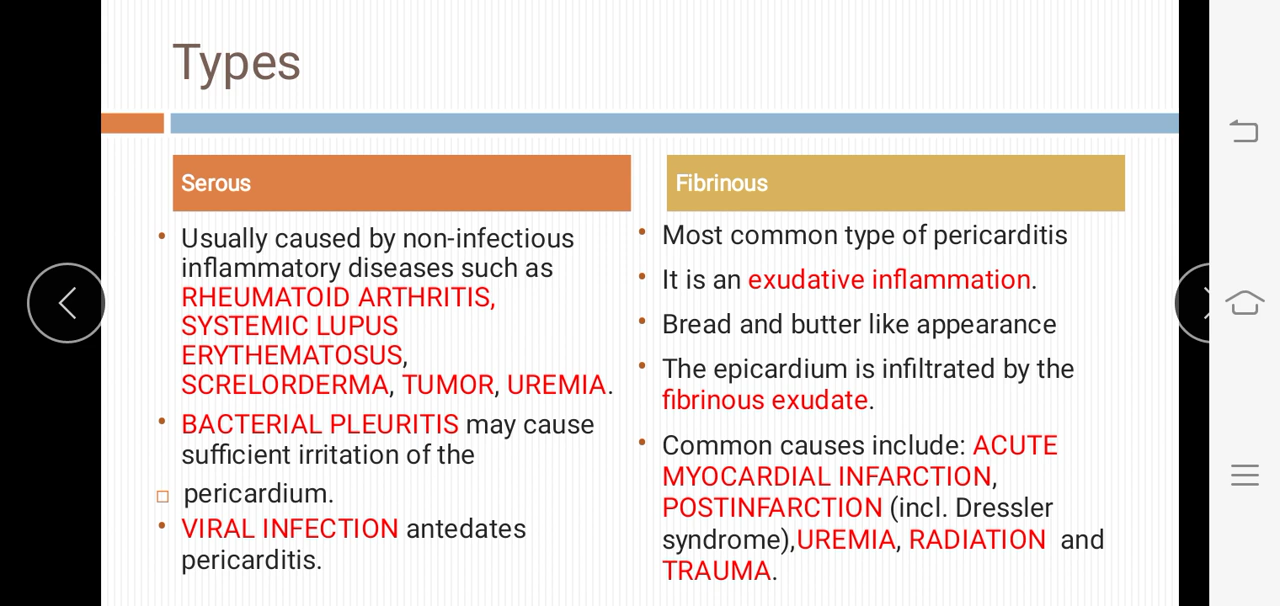 Types
Serous
• Usually caused by non-infectious
inflammatory diseases such as
RHEUMATOID ARTHRITIS,
SYSTEMIC LUPUS
ERYTHEMATOSUS,
SCRELORDERMA, TUMOR, UREMIA.
• BACTERIAL PLEURITIS may cause
sufficient irritation of the
pericardium.
• VIRAL INFECTION antedates
pericarditis.
Fibrinous
• Most common type of pericarditis
• It is an exudative inflammation.
• Bread and butter like appearance
• The epicardium is infiltrated by the
fibrinous exudate.
• Common causes include: ACUTE
MYOCARDIAL INFARCTION,
POSTINFARCTION (incl. Dressler
syndrome),UREMIA, RADIATION and
TRAUMA.